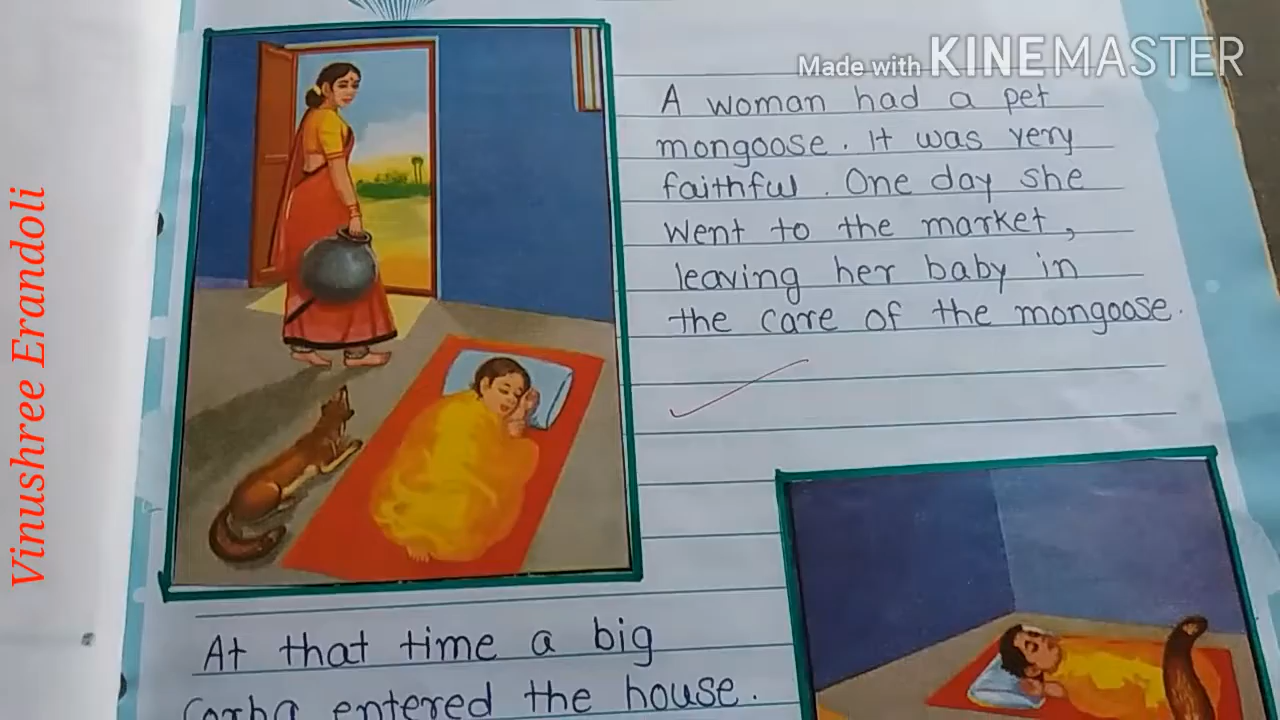 Made with KINEMASTER
Vinushree Erandoli
A woman had a pet
mongoose. It was very
faithful. One day she
went to the market,
leaving her baby in
the care of the mongoose.
At that time a big
entered the house.